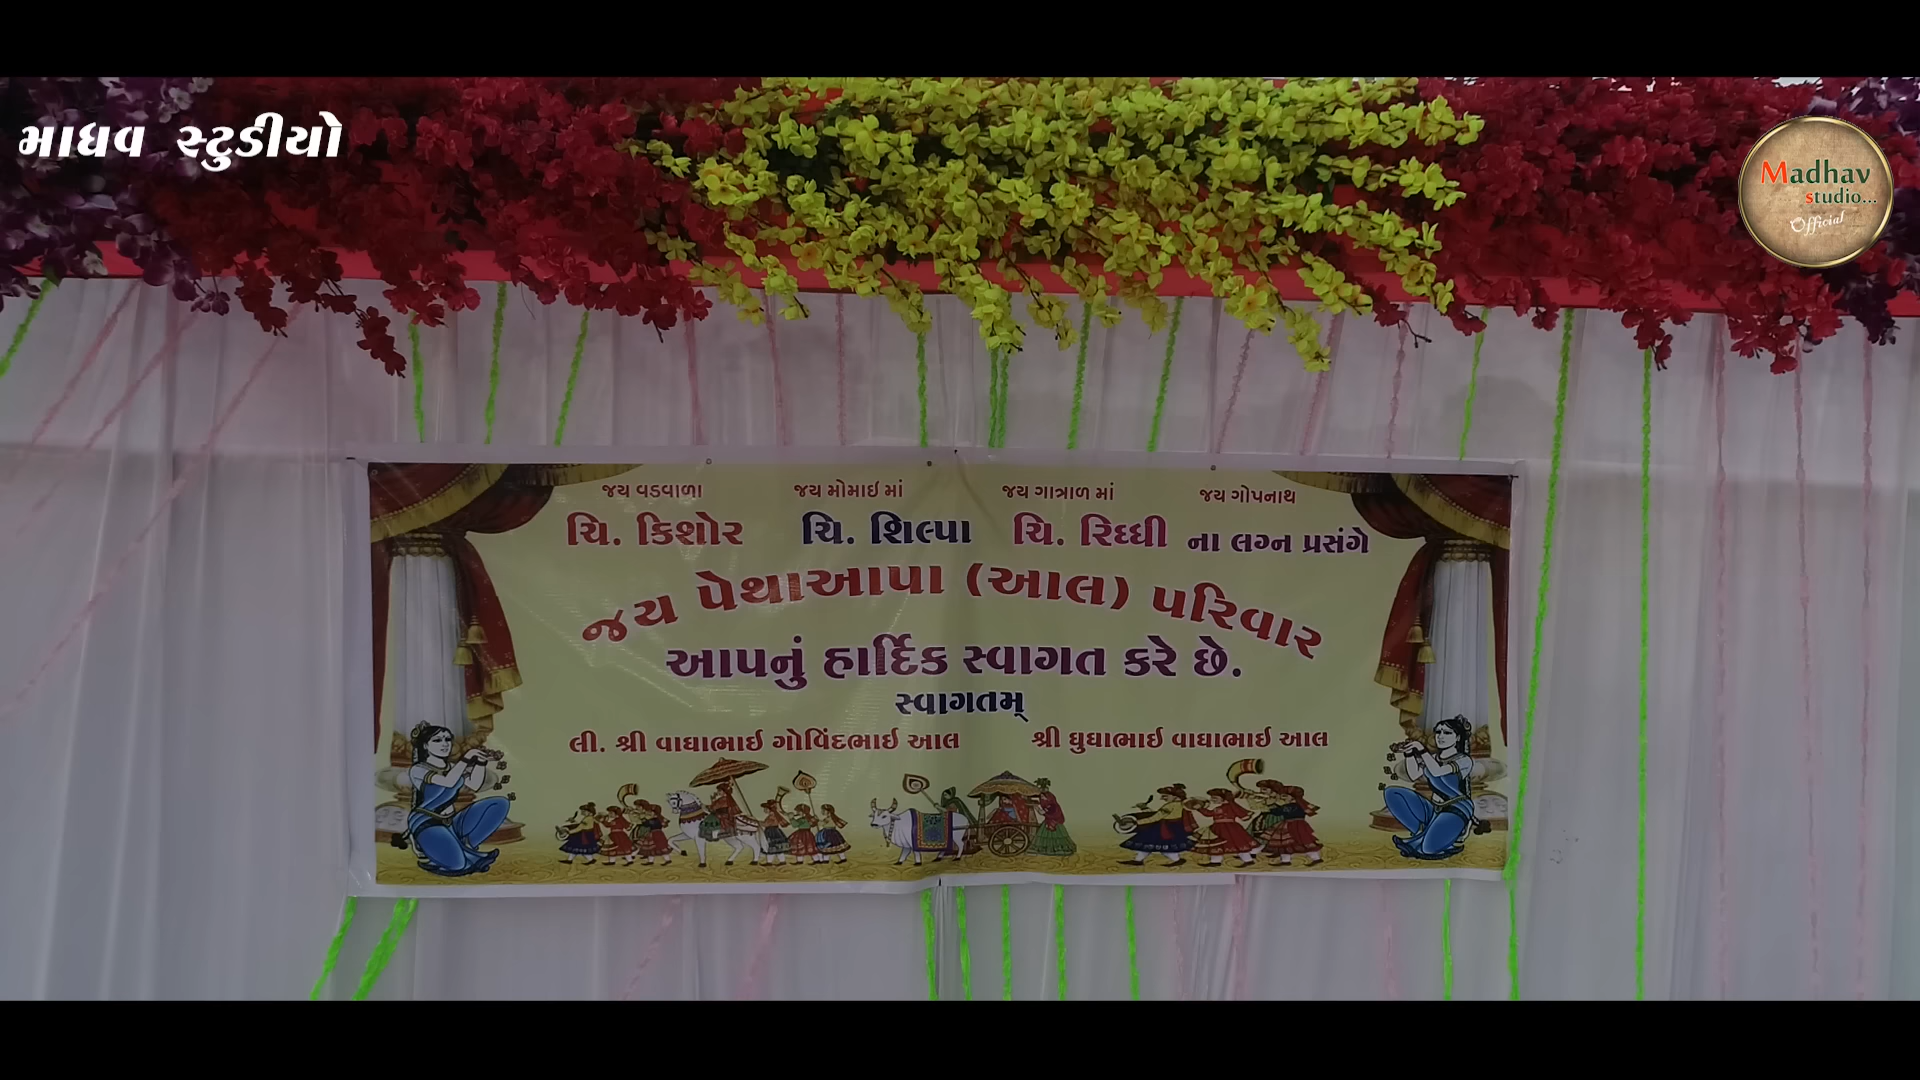 માધવ સ્ટુડીયો
Madhav
studio...
Official
જય વડવાળા જય મોમાઇ માં જય ગાત્રાળ માં જય ગોપનાથ
ચિ. કિશોર ચિ. શિલ્પા ચિ. રિધ્ધી ના લગ્ન પ્રસંગે
જય પેથાઆપા (આલ) પરિવાર
આપનું હાર્દિક સ્વાગત કરે છે.
સ્વાગતમ્
લી. શ્રી વાઘાભાઈ ગોવિંદભાઈ આલ શ્રી ઘુઘાભાઈ વાઘાભાઈ આલ